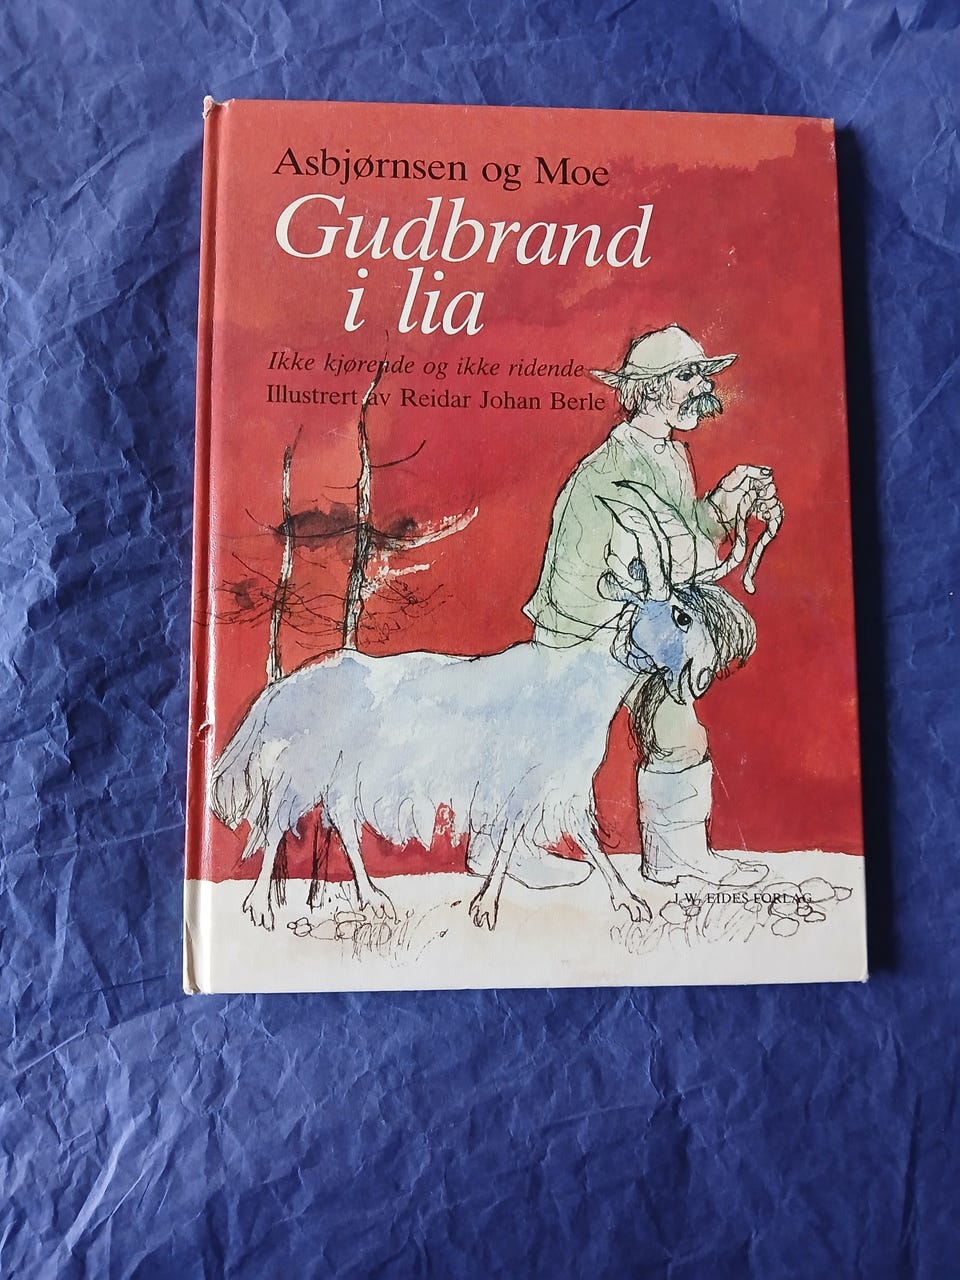 Asbjørnsen og Moe
Gudbrand
i lia
Ikke kjørende og ikke ridende
Illustrert av Reidar Johan Berle
J. W. EIDES FORLAG